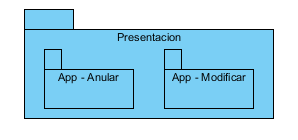 Presentacion
App - Anular
App - Modificar